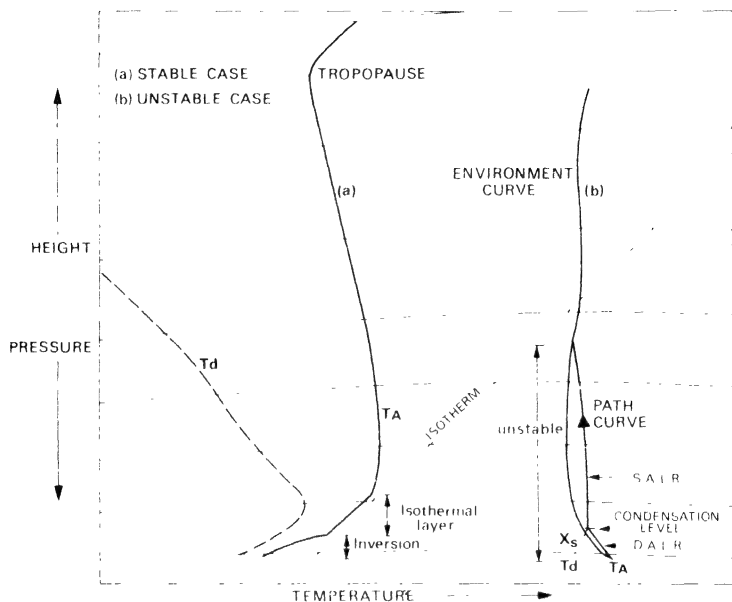 (a) STABLE CASE
(b) UNSTABLE CASE
TROPOPAUSE
(a)
ENVIRONMENT
CURVE
(b)
HEIGHT
PRESSURE
Td
TA
ISOTHERM
unstable
PATH
CURVE
S A L R
Isothermal
layer
CONDENSATION
LEVEL
Inversion
Xs
D A L R
Td
TA
TEMPERATURE